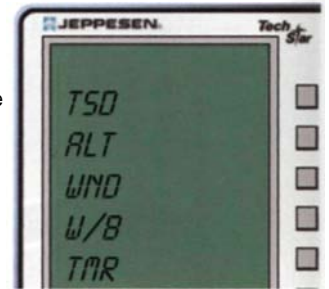 JEPPESEN.
Tech Star
e
TSD
ALT
WND
W/B
TMR